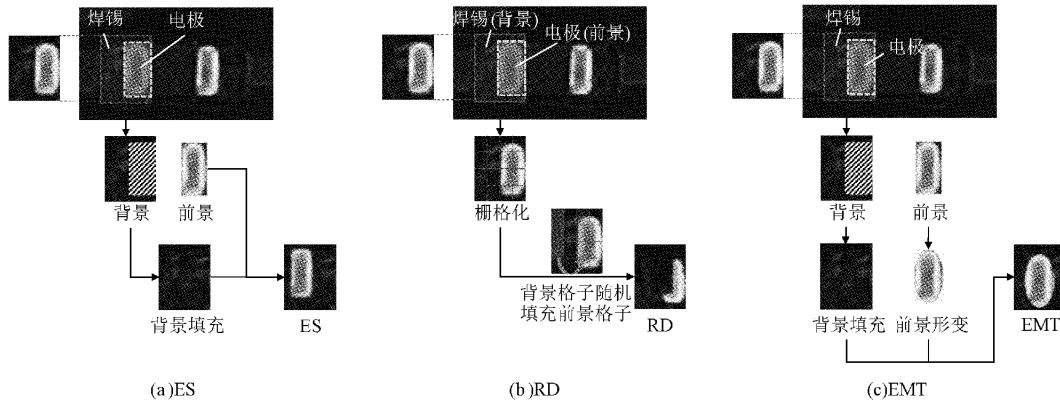 焊锡
电极
背景
前景
背景填充
ES
(a)ES
焊锡(背景)
电极(前景)
栅格化
背景格子随机
填充前景格子
RD
(b)RD
焊锡
电极
背景
前景
背景填充
前景形变
EMT
(c)EMT